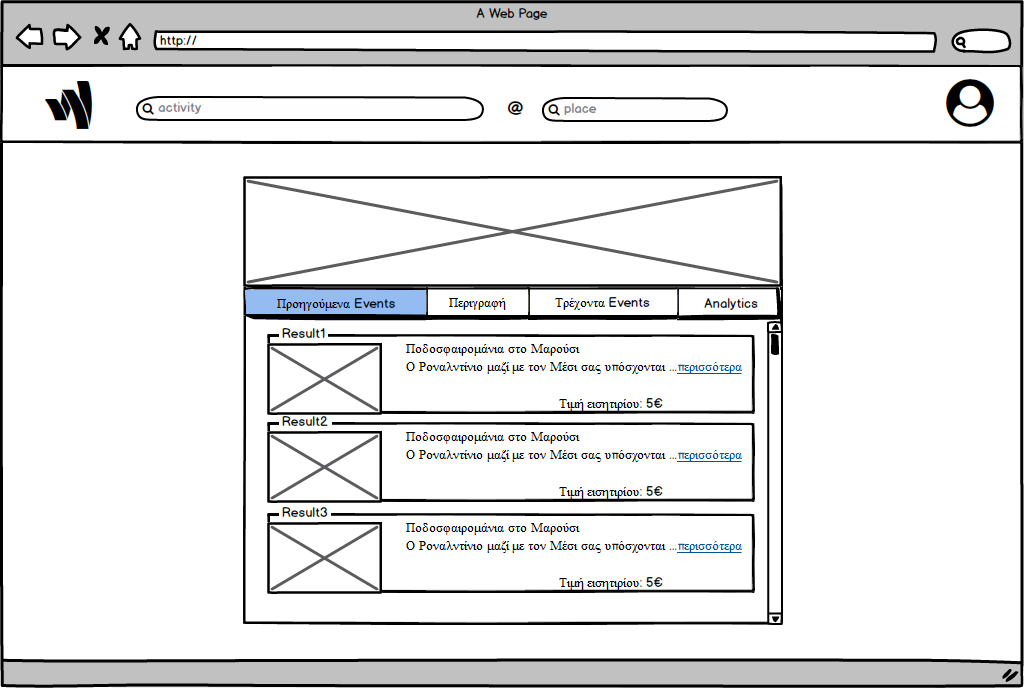 A Web Page
http://
activity @ place
Προηγούμενα Events Περιγραφή Τρέχοντα Events Analytics
Result1
Ποδοσφαιρομάνια στο Μαρούσι
Ο Ροναλντίνιο μαζί με τον Μέσι σας υπόσχονται ...περισσότερα
Τιμή εισητιρίου: 5€
Result2
Ποδοσφαιρομάνια στο Μαρούσι
Ο Ροναλντίνιο μαζί με τον Μέσι σας υπόσχονται ...περισσότερα
Τιμή εισητιρίου: 5€
Result3
Ποδοσφαιρομάνια στο Μαρούσι
Ο Ροναλντίνιο μαζί με τον Μέσι σας υπόσχονται ...περισσότερα
Τιμή εισητιρίου: 5€